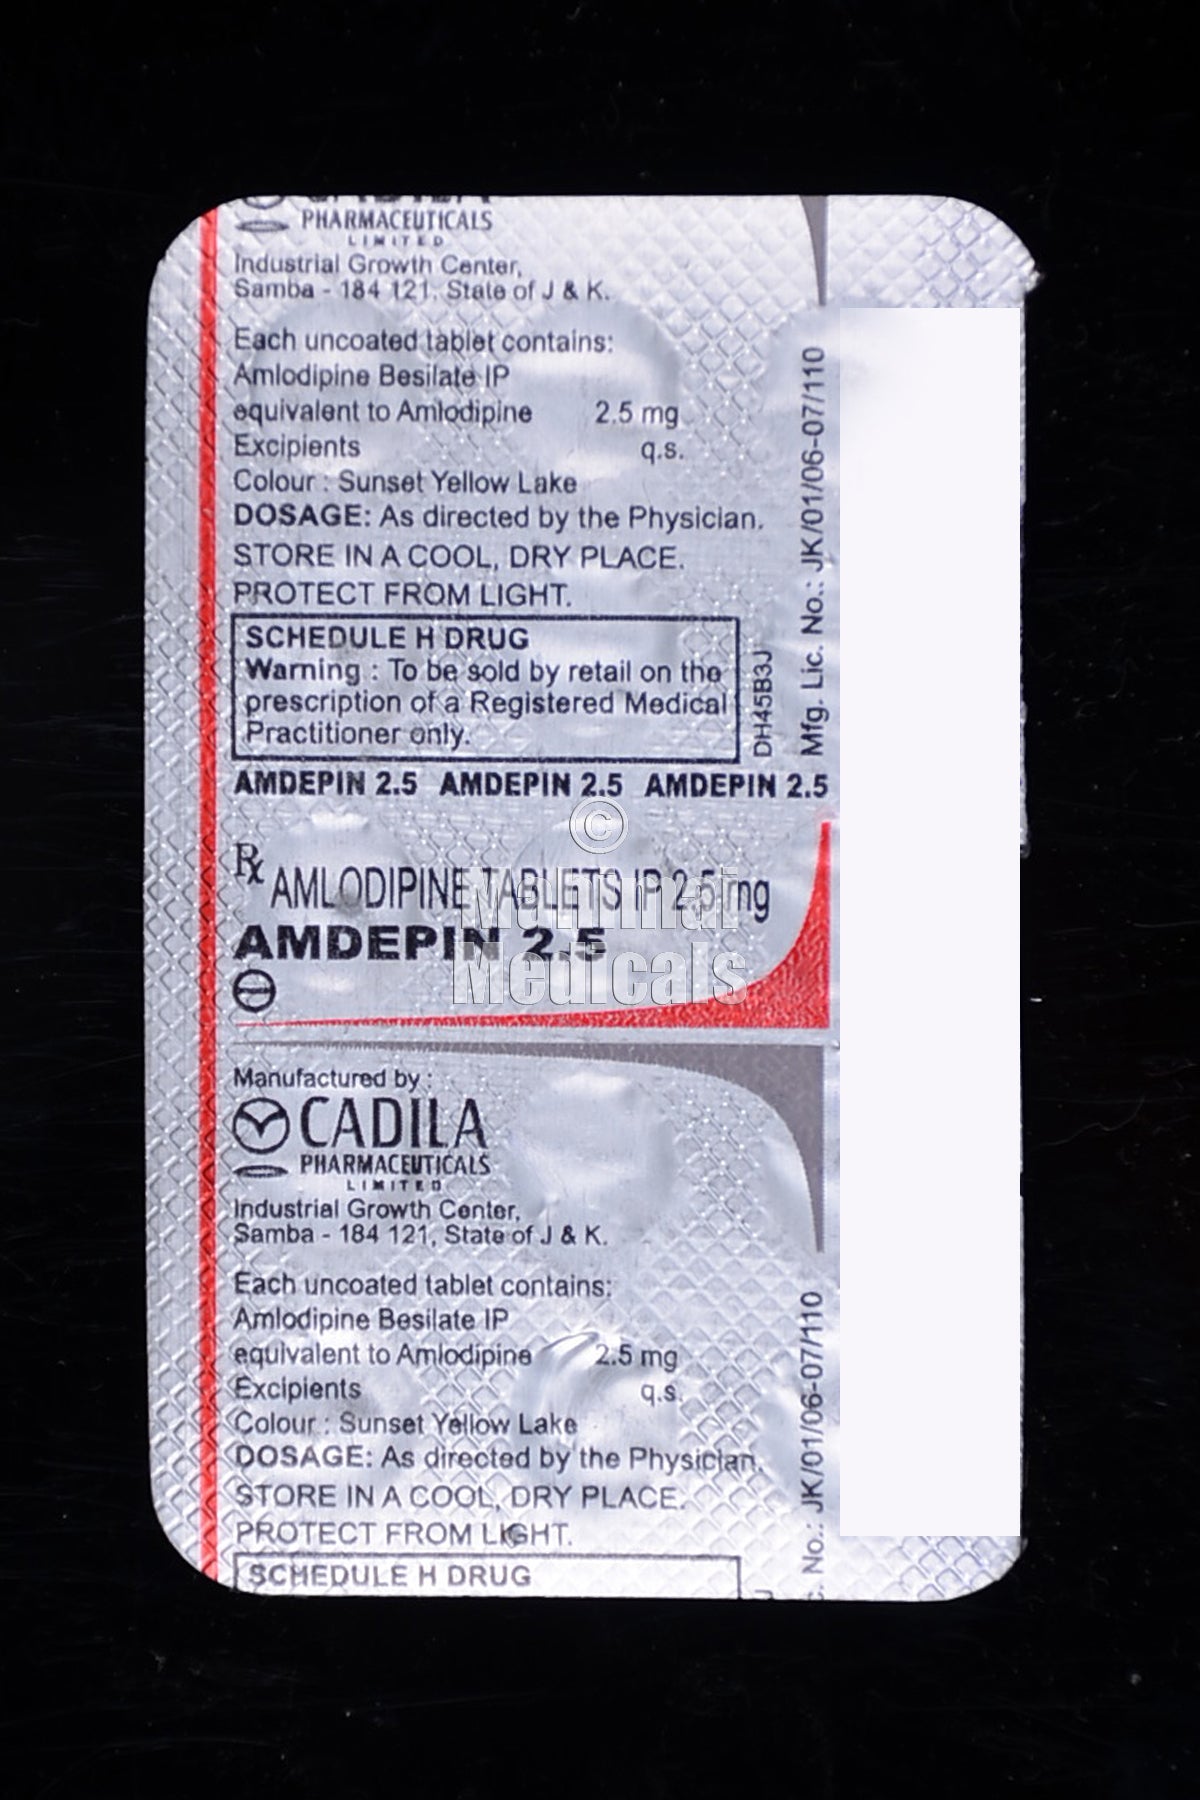 PHARMACEUTICALS
LIMITED
Industrial Growth Center,
Samba - 184 121, State of J & K.
Each uncoated tablet contains:
Amlodipine Besilate IP
equivalent to Amlodipine 2.5 mg
Excipients q.s.
Colour : Sunset Yellow Lake
DOSAGE: As directed by the Physician.
STORE IN A COOL, DRY PLACE.
PROTECT FROM LIGHT.
SCHEDULE H DRUG
Warning : To be sold by retail on the
prescription of a Registered Medical
Practitioner only.
DH45B3J
Mfg. Lic. No.: JK/01/06-07/110
AMDEPIN 2.5 AMDEPIN 2.5 AMDEPIN 2.5
Rx AMLODIPINE TABLETS IP 2.5 mg
AMDEPIN 2.5
©
Mahimai
Medicals
Manufactured by :
CADILA
PHARMACEUTICALS
LIMITED
Industrial Growth Center,
Samba - 184 121, State of J & K.
Each uncoated tablet contains:
Amlodipine Besilate IP
equivalent to Amlodipine 2.5 mg
Excipients q.s.
Colour : Sunset Yellow Lake
DOSAGE: As directed by the Physician.
STORE IN A COOL, DRY PLACE.
PROTECT FROM LIGHT.
SCHEDULE H DRUG
No.: JK/01/06-07/110